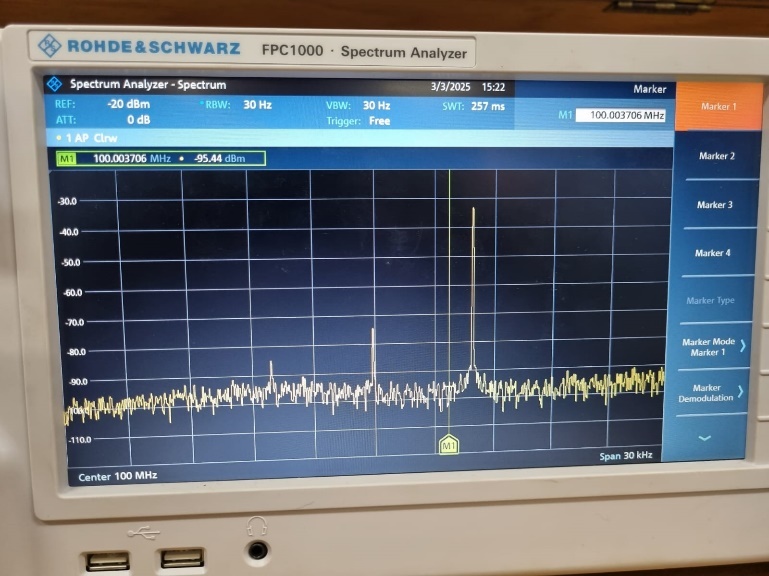 ROHDE & SCHWARZ FPC1000 · Spectrum Analyzer
Spectrum Analyzer - Spectrum 3/3/2025 15:22 Marker
REF: -20 dBm * RBW: 30 Hz VBW: 30 Hz SWT: 257 ms
ATT: 0 dB Trigger: Free
M1 100.003706 MHz
• 1 AP Clrw
M1 100.003706 MHz • -95.44 dBm
-30.0
-40.0
-50.0
-60.0
-70.0
-80.0
-90.0
-110.0
M1
Center 100 MHz Span 30 kHz
Marker 1
Marker 2
Marker 3
Marker 4
Marker Type
Marker Mode
Marker 1
Marker
Demodulation